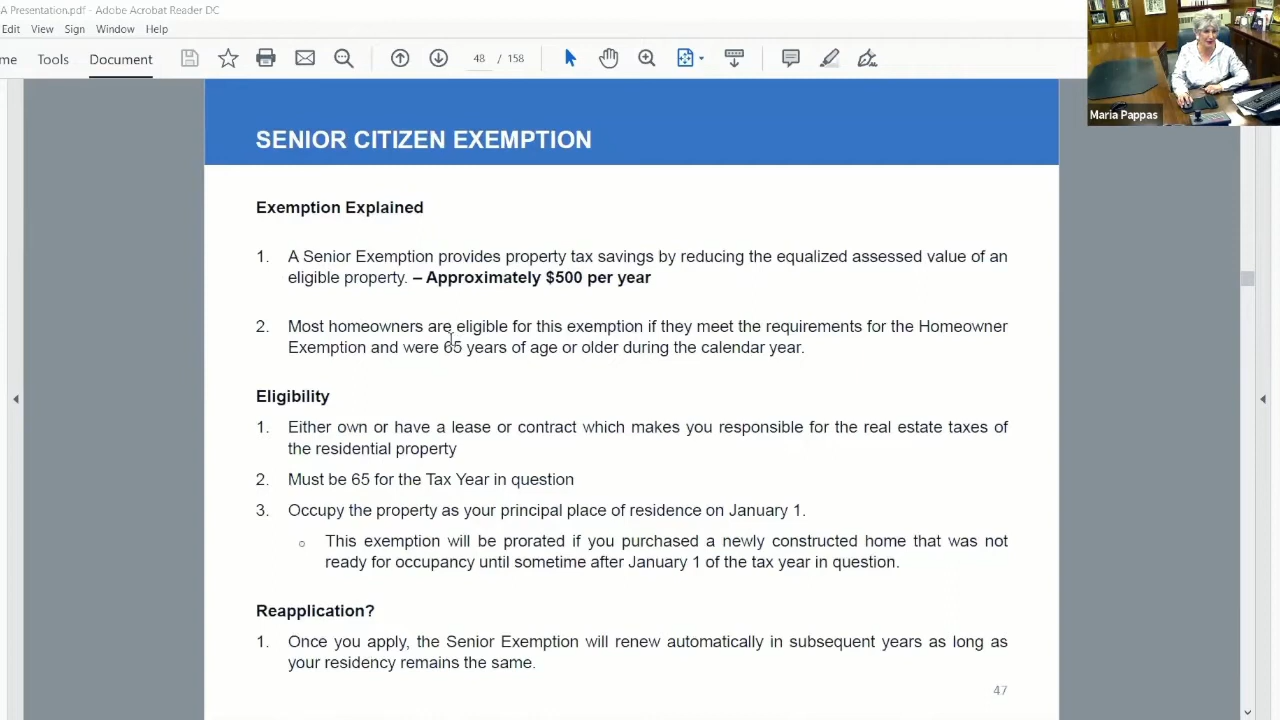 A Presentation.pdf - Adobe Acrobat Reader DC
Edit View Sign Window Help
me Tools Document 48 / 158
Maria Pappas
SENIOR CITIZEN EXEMPTION
Exemption Explained
1. A Senior Exemption provides property tax savings by reducing the equalized assessed value of an
eligible property. – Approximately $500 per year
2. Most homeowners are eligible for this exemption if they meet the requirements for the Homeowner
Exemption and were 65 years of age or older during the calendar year.
Eligibility
1. Either own or have a lease or contract which makes you responsible for the real estate taxes of
the residential property
2. Must be 65 for the Tax Year in question
3. Occupy the property as your principal place of residence on January 1.
o This exemption will be prorated if you purchased a newly constructed home that was not
ready for occupancy until sometime after January 1 of the tax year in question.
Reapplication?
1. Once you apply, the Senior Exemption will renew automatically in subsequent years as long as
your residency remains the same.
47